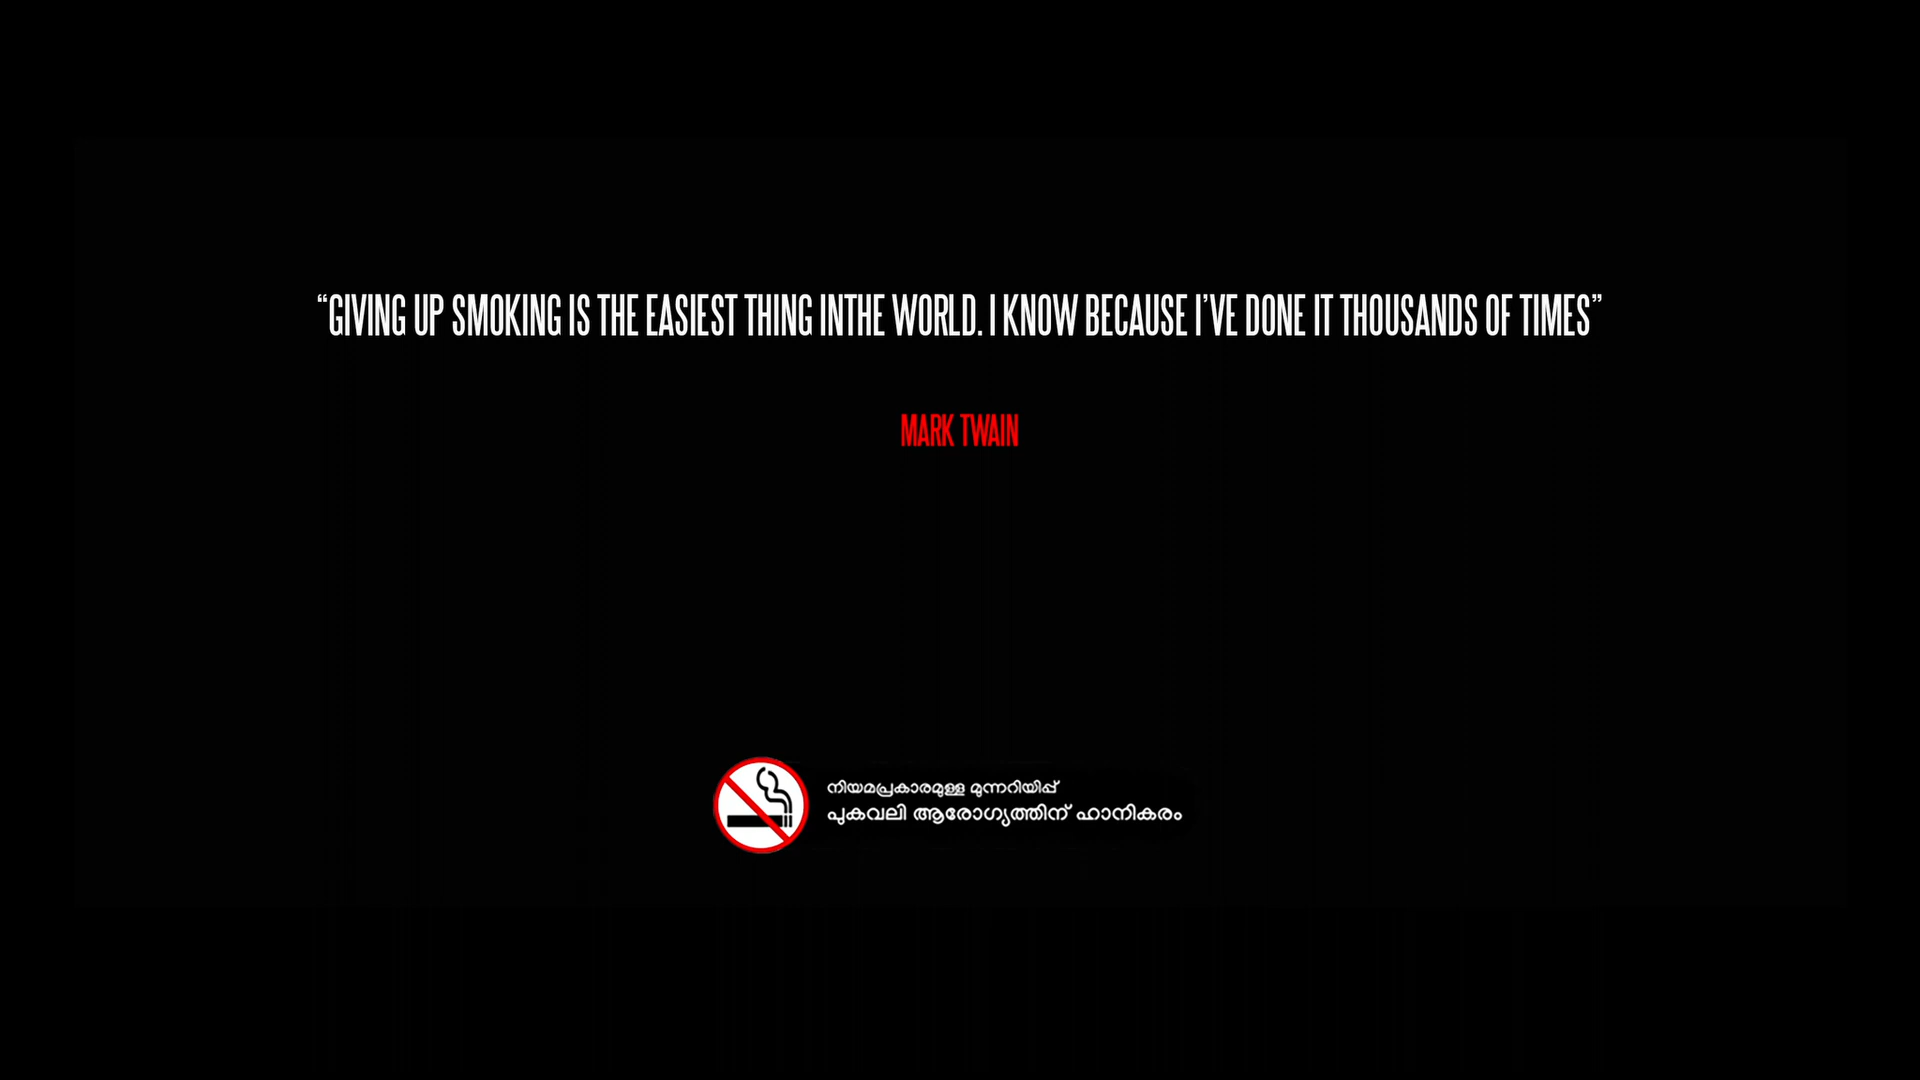 “GIVING UP SMOKING IS THE EASIEST THING INTHE WORLD. I KNOW BECAUSE I’VE DONE IT THOUSANDS OF TIMES”
MARK TWAIN
നിയമപ്രകാരമുള്ള മുന്നറിയിപ്പ്
പുകവലി ആരോഗ്യത്തിന് ഹാനികരം